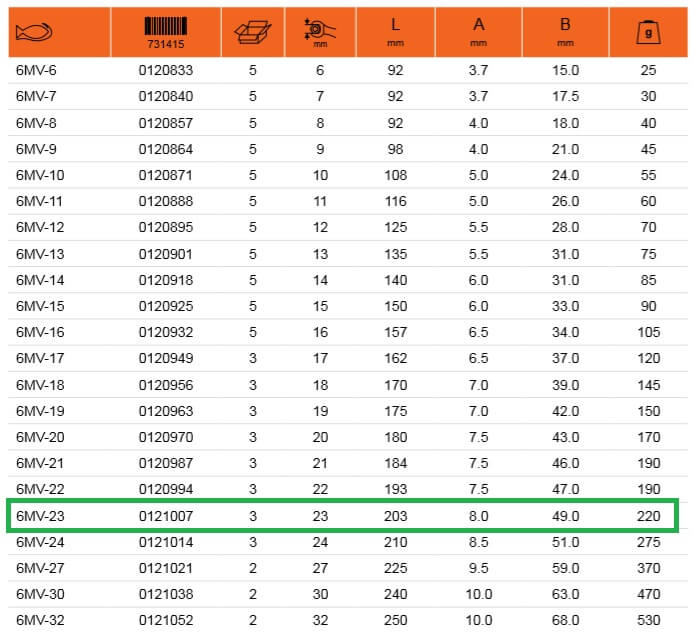 731415 mm L mm A mm B mm g
6MV-6 0120833 5 6 92 3.7 15.0 25
6MV-7 0120840 5 7 92 3.7 17.5 30
6MV-8 0120857 5 8 92 4.0 18.0 40
6MV-9 0120864 5 9 98 4.0 21.0 45
6MV-10 0120871 5 10 108 5.0 24.0 55
6MV-11 0120888 5 11 116 5.0 26.0 60
6MV-12 0120895 5 12 125 5.5 28.0 70
6MV-13 0120901 5 13 135 5.5 31.0 75
6MV-14 0120918 5 14 140 6.0 31.0 85
6MV-15 0120925 5 15 150 6.0 33.0 90
6MV-16 0120932 5 16 157 6.5 34.0 105
6MV-17 0120949 3 17 162 6.5 37.0 120
6MV-18 0120956 3 18 170 7.0 39.0 145
6MV-19 0120963 3 19 175 7.0 42.0 150
6MV-20 0120970 3 20 180 7.5 43.0 170
6MV-21 0120987 3 21 184 7.5 46.0 190
6MV-22 0120994 3 22 193 7.5 47.0 190
6MV-23 0121007 3 23 203 8.0 49.0 220
6MV-24 0121014 3 24 210 8.5 51.0 275
6MV-27 0121021 2 27 225 9.5 59.0 370
6MV-30 0121038 2 30 240 10.0 63.0 470
6MV-32 0121052 2 32 250 10.0 68.0 530